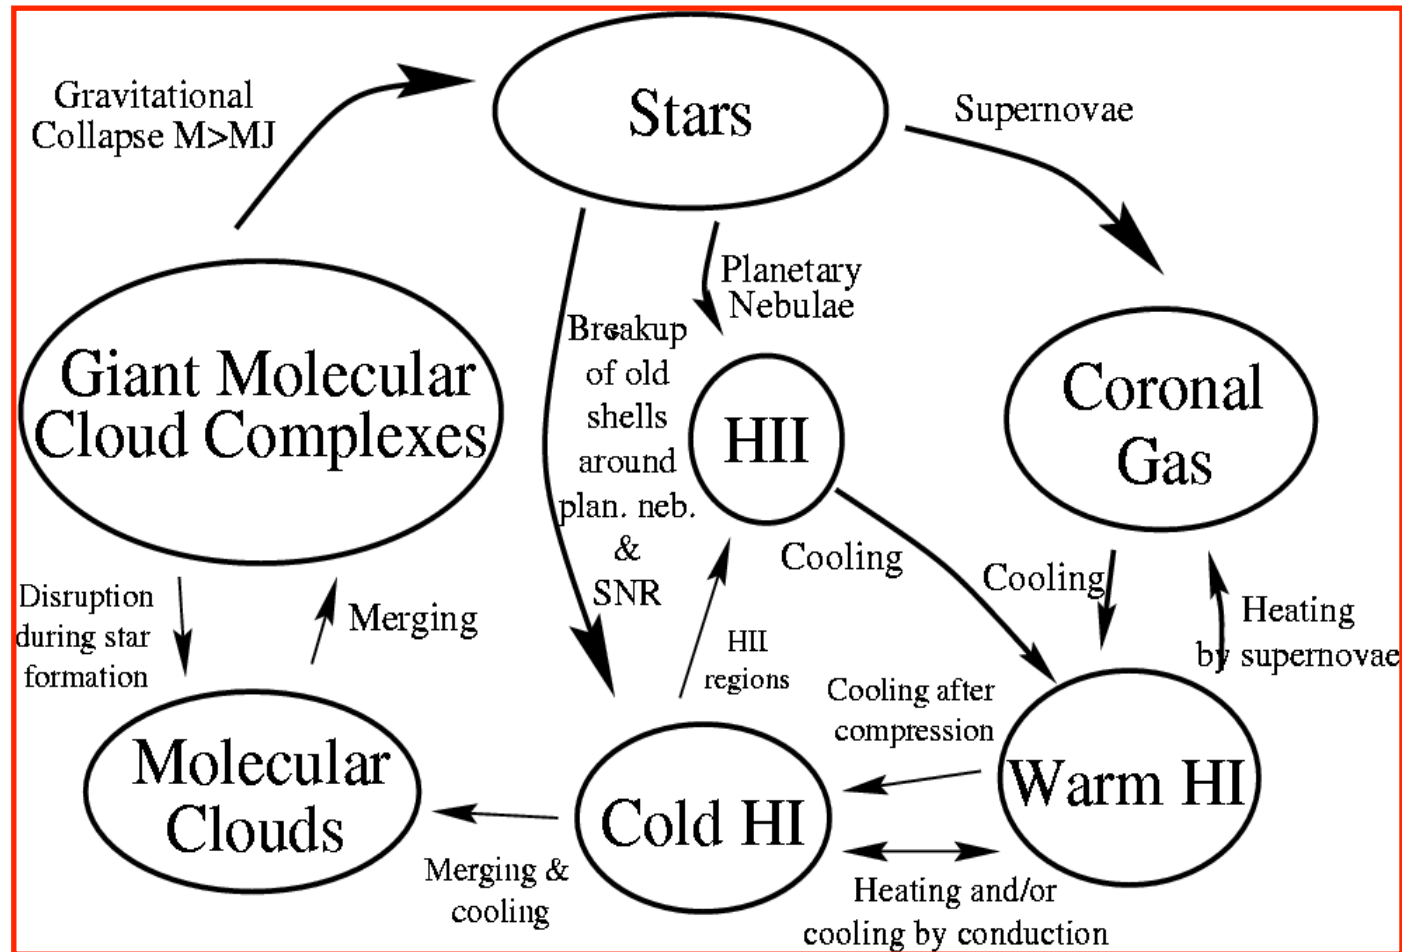 Gravitational
Collapse M>MJ
Stars
Supernovae
Planetary
Nebulae
Breakup
of old
shells
around
plan. neb.
&
SNR
Giant Molecular
Cloud Complexes
HII
Coronal
Gas
Cooling
Cooling
Heating
by supernovae
Disruption
during star
formation
Merging
HII
regions
Cooling after
compression
Molecular
Clouds
Cold HI
Warm HI
Merging &
cooling
Heating and/or
cooling by conduction